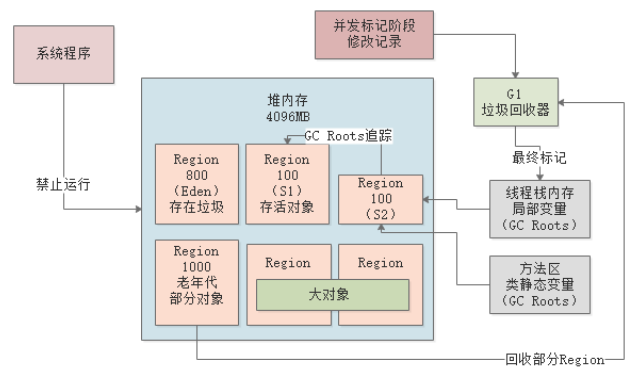 系统程序
并发标记阶段
修改记录
堆内存
4096MB
G1
垃圾回收器
GC Roots追踪
最终标记
禁止运行
Region
800
(Eden)
存在垃圾
Region
100
(S1)
存活对象
Region
100
(S2)
线程栈内存
局部变量
(GC Roots)
Region
1000
老年代
部分对象
Region
Region
大对象
方法区
类静态变量
(GC Roots)
回收部分Region